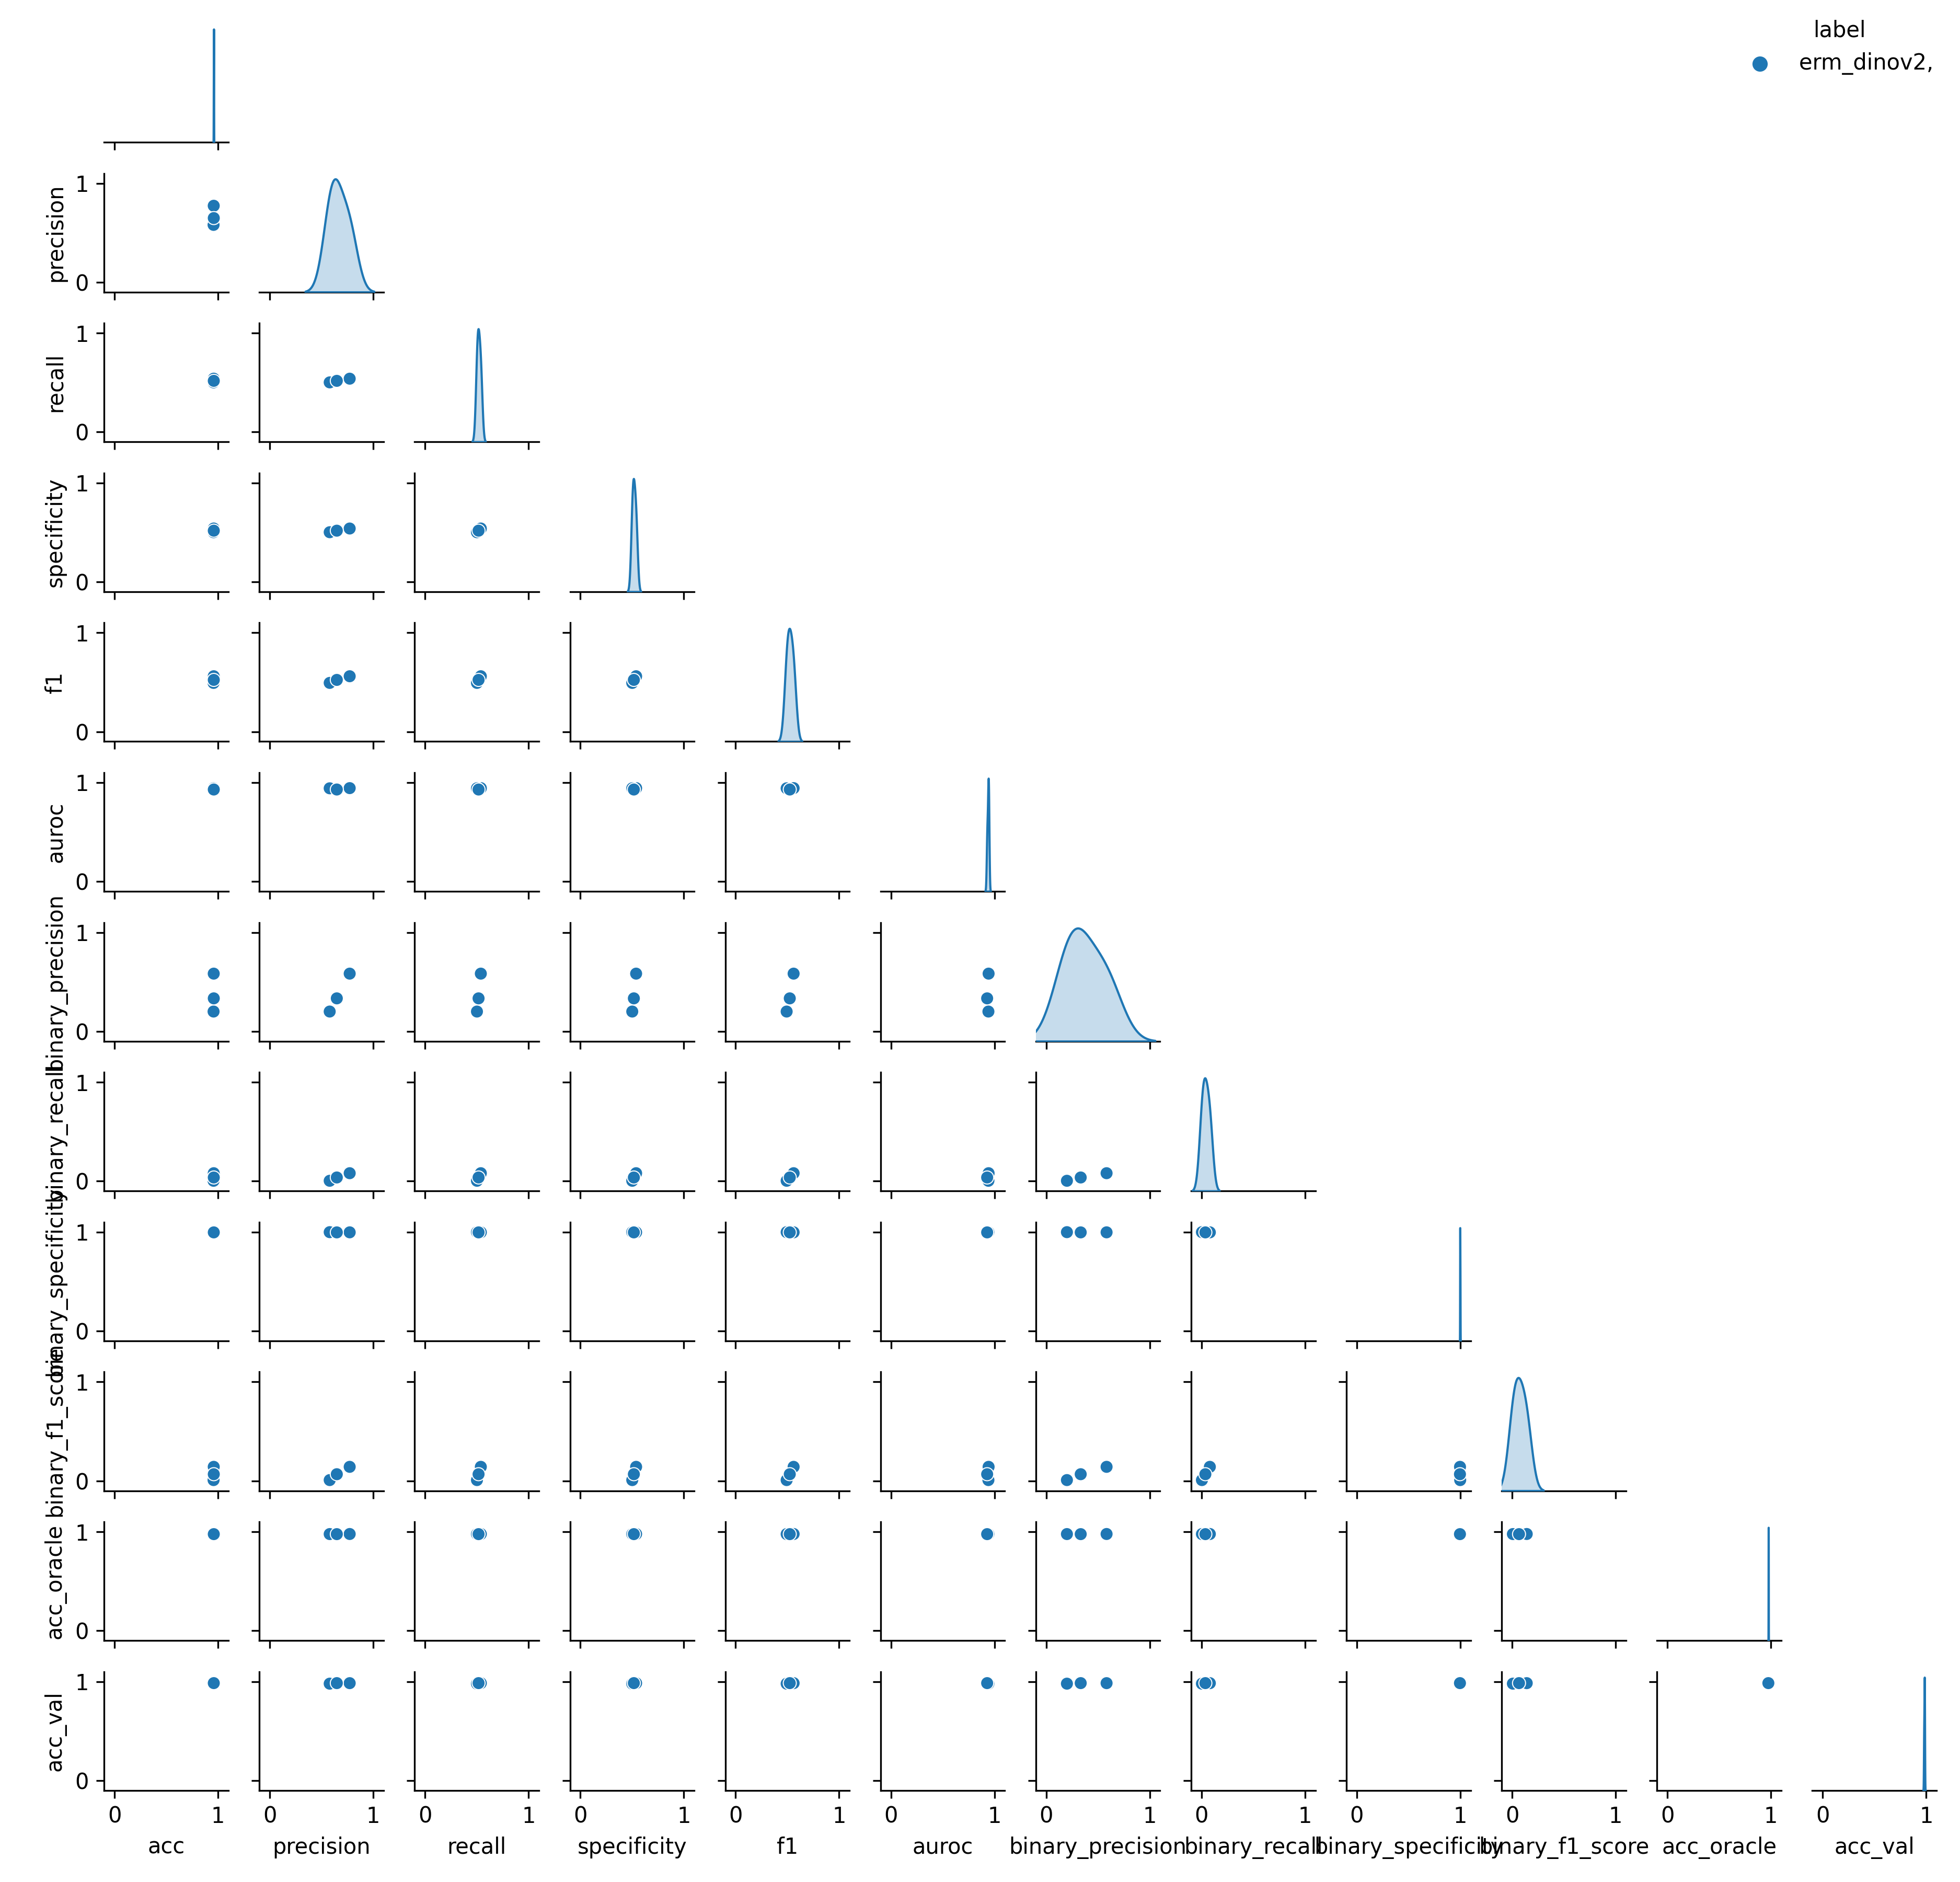 label
erm_dinov2,
1
precision
0
1
recall
0
1
specificity
0
1
f1
0
1
auroc
0
1
binary_precision
0
1
binary_recall
0
1
binary_specificity
0
1
binary_f1_score
0
1
acc_oracle
0
1
acc_val
0
0 1 0 1 0 1 0 1 0 1 0 1 0 1 0 1 0 1 0 1 0 1 0 1
acc precision recall specificity f1 auroc binary_precision binary_recall binary_specificity binary_f1_score acc_oracle acc_val